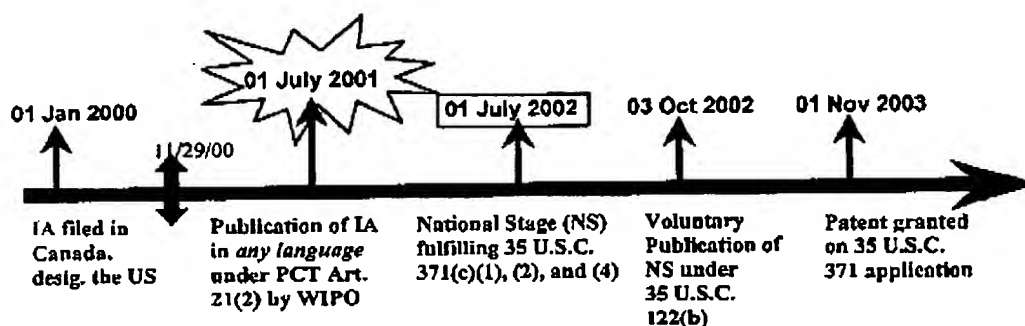 01 July 2001
01 Jan 2000
01 July 2002
03 Oct 2002
01 Nov 2003
11/29/00
IA filed in
Canada.
desig. the US
Publication of IA
in any language
under PCT Art.
21(2) by WIPO
National Stage (NS)
fulfilling 35 U.S.C.
371(c)(1), (2), and (4)
Voluntary
Publication of
NS under
35 U.S.C.
122(b)
Patent granted
on 35 U.S.C.
371 application